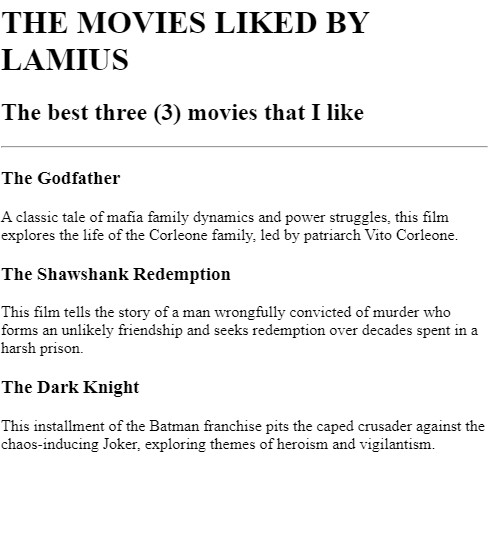 THE MOVIES LIKED BY
LAMIUS
The best three (3) movies that I like
The Godfather
A classic tale of mafia family dynamics and power struggles, this film
explores the life of the Corleone family, led by patriarch Vito Corleone.
The Shawshank Redemption
This film tells the story of a man wrongfully convicted of murder who
forms an unlikely friendship and seeks redemption over decades spent in a
harsh prison.
The Dark Knight
This installment of the Batman franchise pits the caped crusader against the
chaos-inducing Joker, exploring themes of heroism and vigilantism.